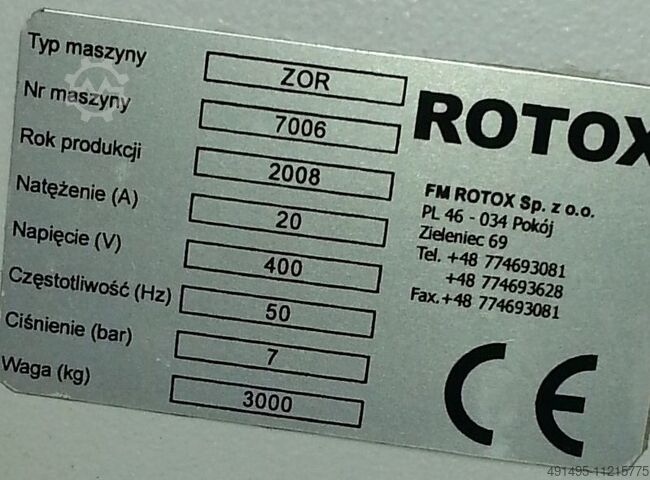 Typ maszyny ZOR
Nr maszyny 7006
Rok produkcji 2008
Natężenie (A) 20
Napięcie (V) 400
Częstotliwość (Hz) 50
Ciśnienie (bar) 7
Waga (kg) 3000
ROTOX
FM ROTOX Sp. z o.o.
PL 46 - 034 Pokój
Zieleniec 69
Tel. +48 774693081
+48 774693628
Fax.+48 774693081
CE
491495-11215775